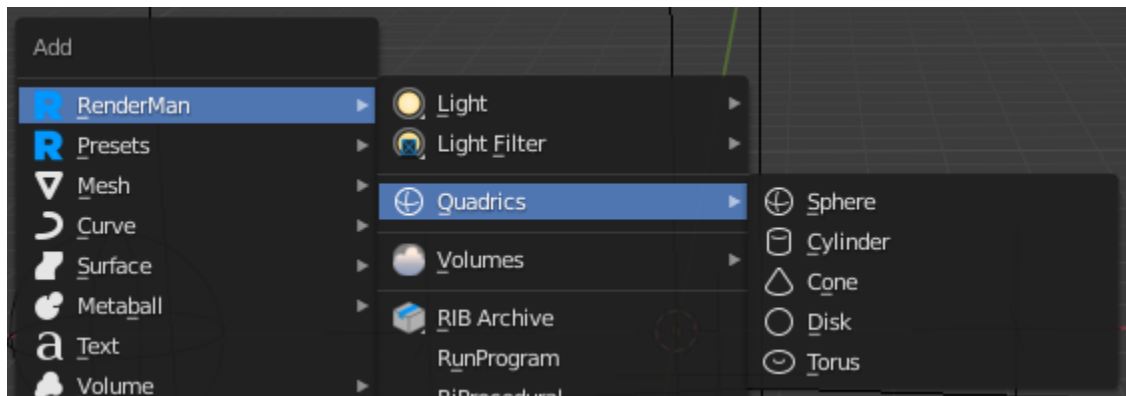 Add
RenderMan
Presets
Mesh
Curve
Surface
Metaball
Text
Volume
Light
Light Filter
Quadrics
Volumes
RIB Archive
RunProgram
RiProcedural
Sphere
Cylinder
Cone
Disk
Torus